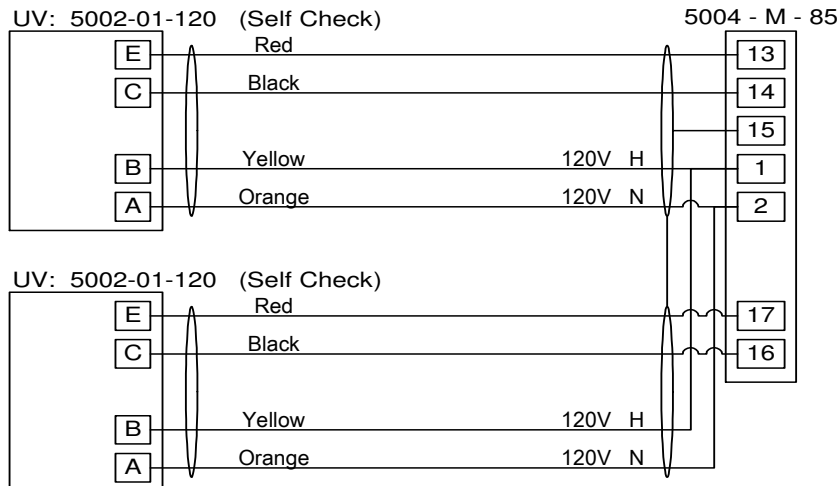 UV: 5002-01-120 (Self Check) 5004 - M - 85
E Red 13
C Black 14
15
B Yellow 120V H 1
A Orange 120V N 2
UV: 5002-01-120 (Self Check)
E Red 17
C Black 16
B Yellow 120V H
A Orange 120V N